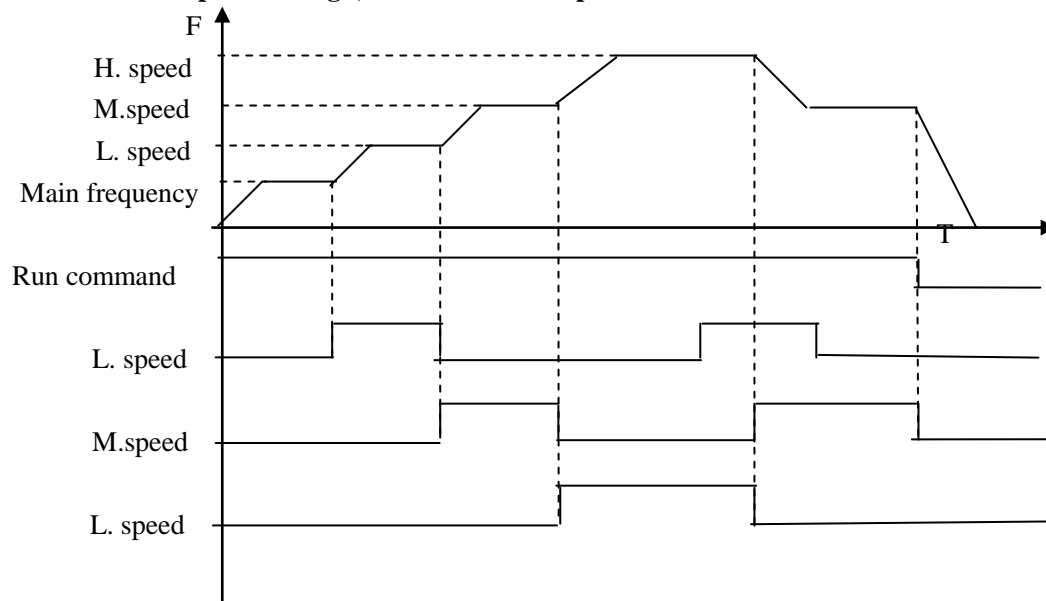 F
H. speed
M.speed
L. speed
Main frequency
T
Run command
L. speed
M.speed
L. speed